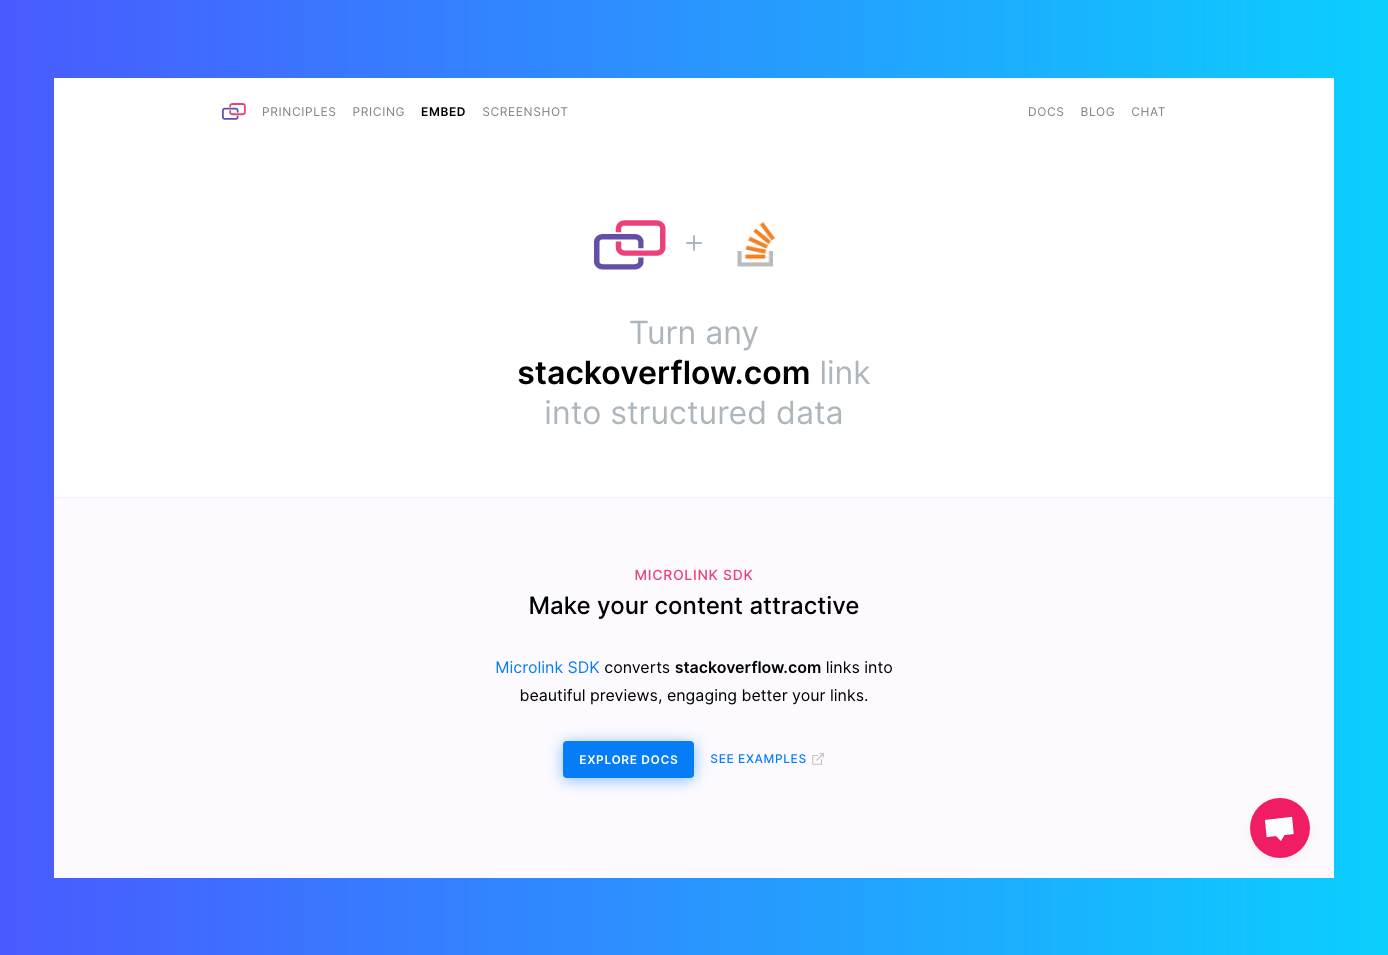 PRINCIPLES PRICING EMBED SCREENSHOT DOCS BLOG CHAT
Turn any
stackoverflow.com link
into structured data
MICROLINK SDK
Make your content attractive
Microlink SDK converts stackoverflow.com links into
beautiful previews, engaging better your links.
EXPLORE DOCS SEE EXAMPLES